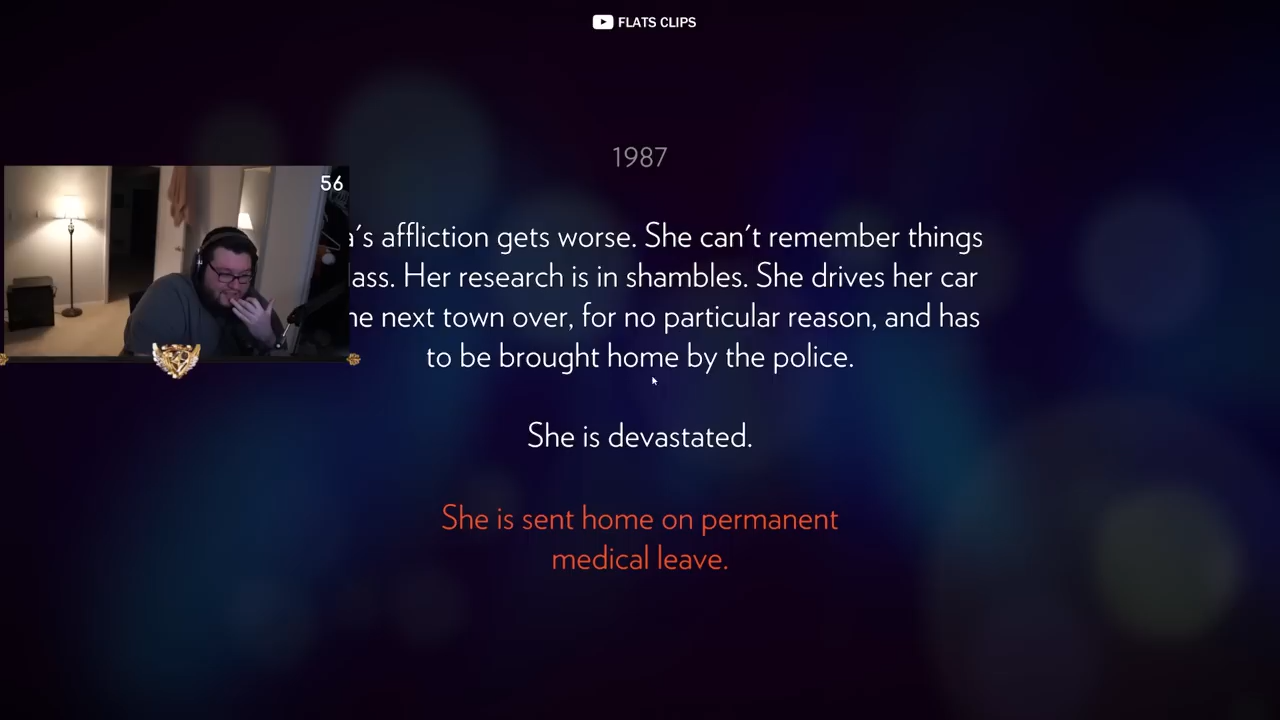 FLATS CLIPS
1987
56
a's affliction gets worse. She can't remember things
lass. Her research is in shambles. She drives her car
he next town over, for no particular reason, and has
to be brought home by the police.
She is devastated.
She is sent home on permanent
medical leave.